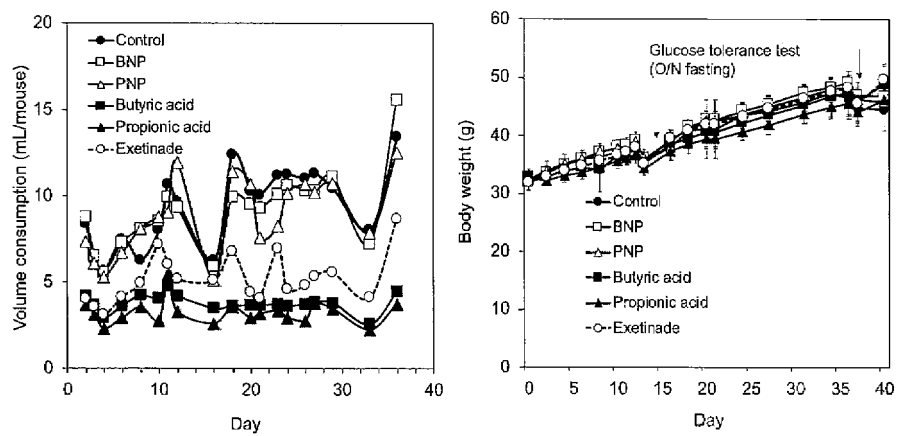 20
15
10
5
0
Volume consumption (mL/mouse)
Control
BNP
PNP
Butyric acid
Propionic acid
Exetinade
0
10
20
30
40
Day
60
50
40
30
20
10
0
Body weight (g)
Glucose tolerance test
(O/N fasting)
Control
BNP
PNP
Butyric acid
Propionic acid
Exetinade
0
5
10
15
20
25
30
35
40
Day